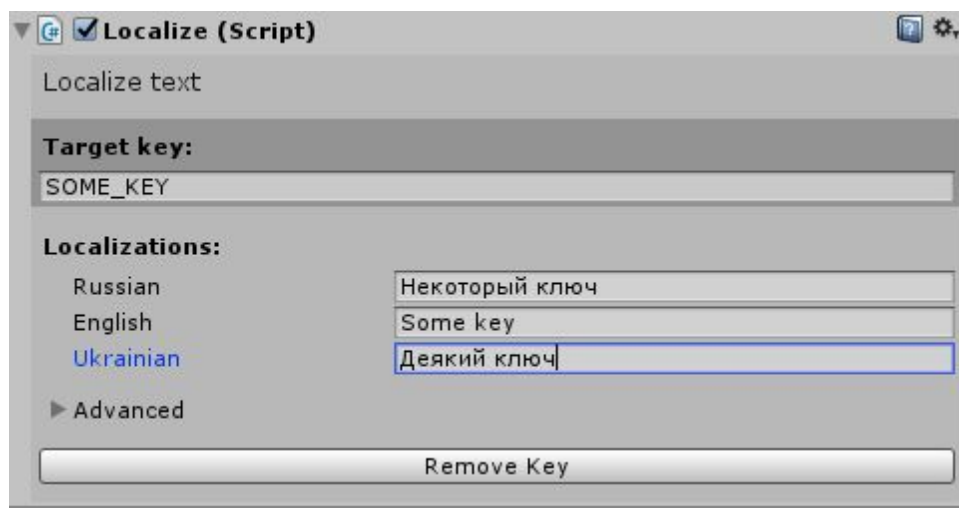 Localize (Script)
Localize text
Target key:
SOME_KEY
Localizations:
Russian Некоторый ключ
English Some key
Ukrainian Деякий ключ
Advanced
Remove Key